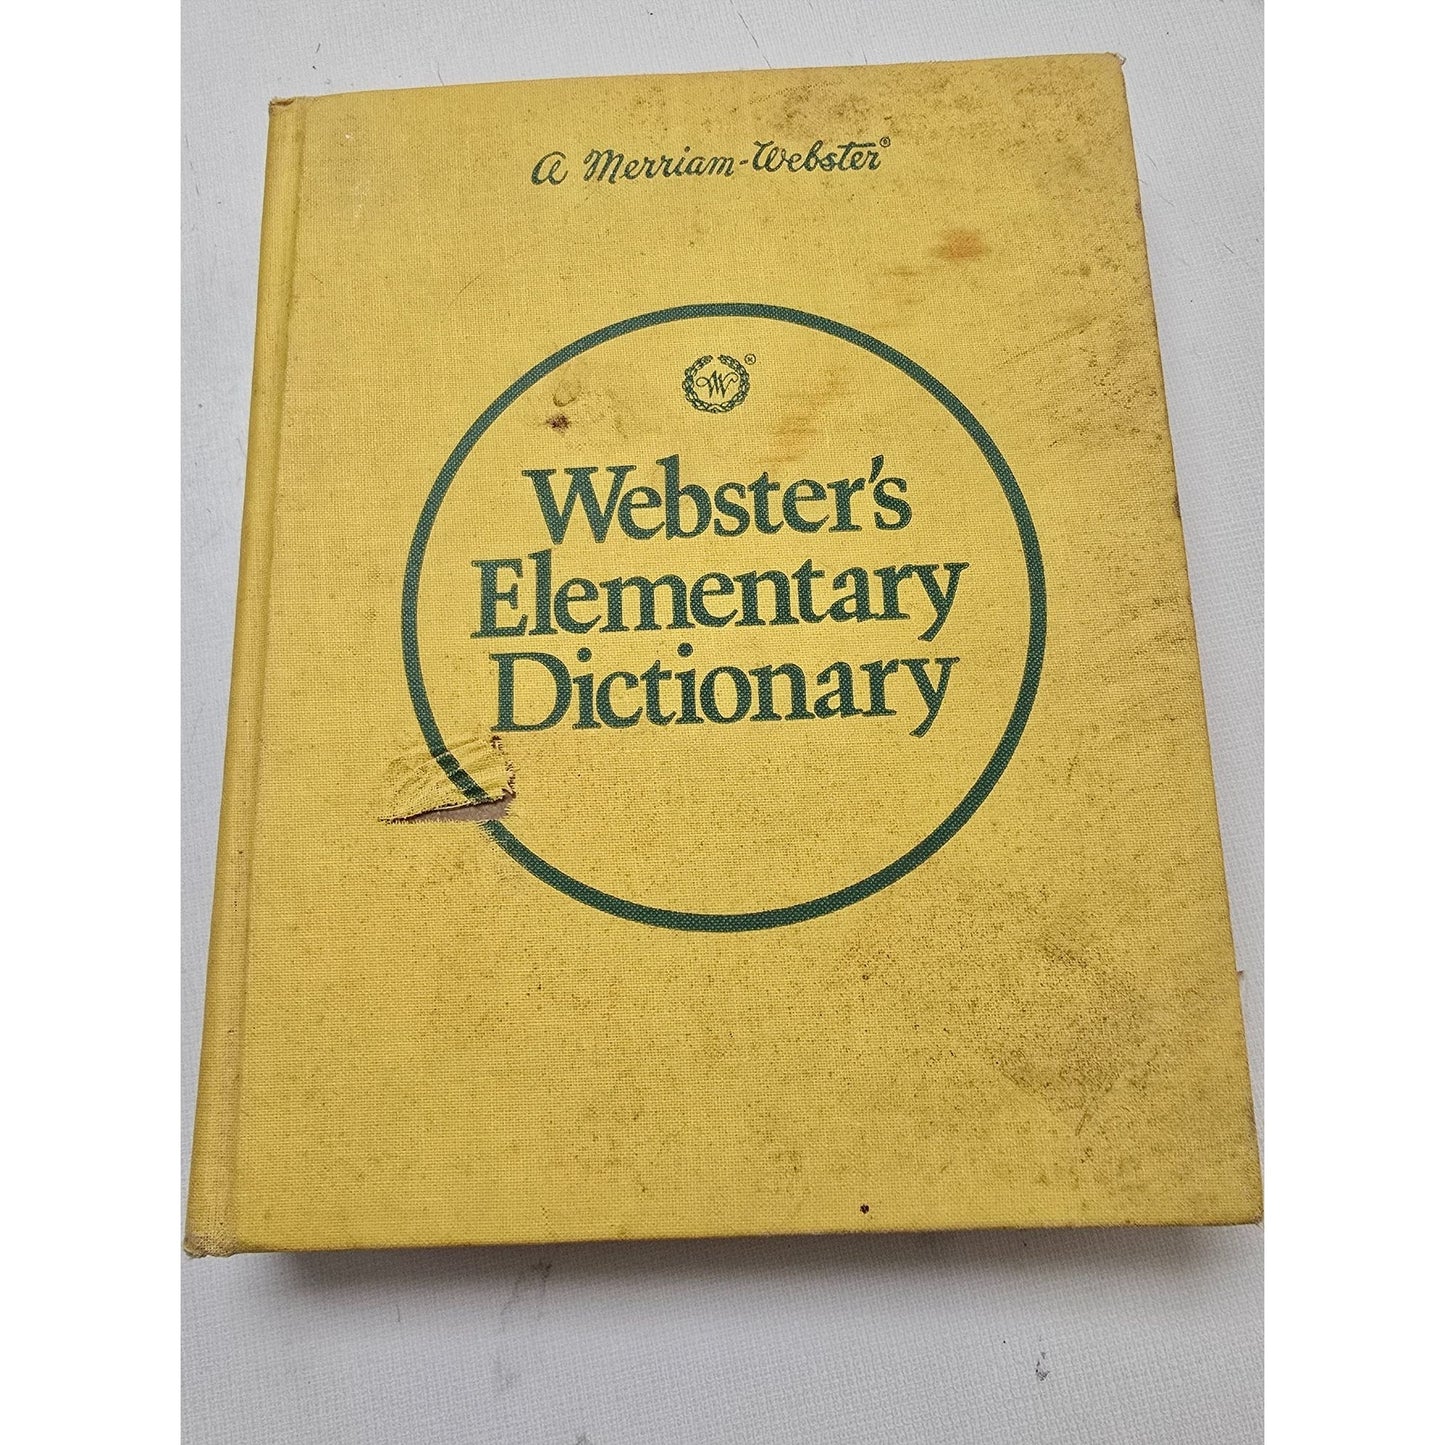 A Merriam-Webster®
W®
Webster's
Elementary
Dictionary